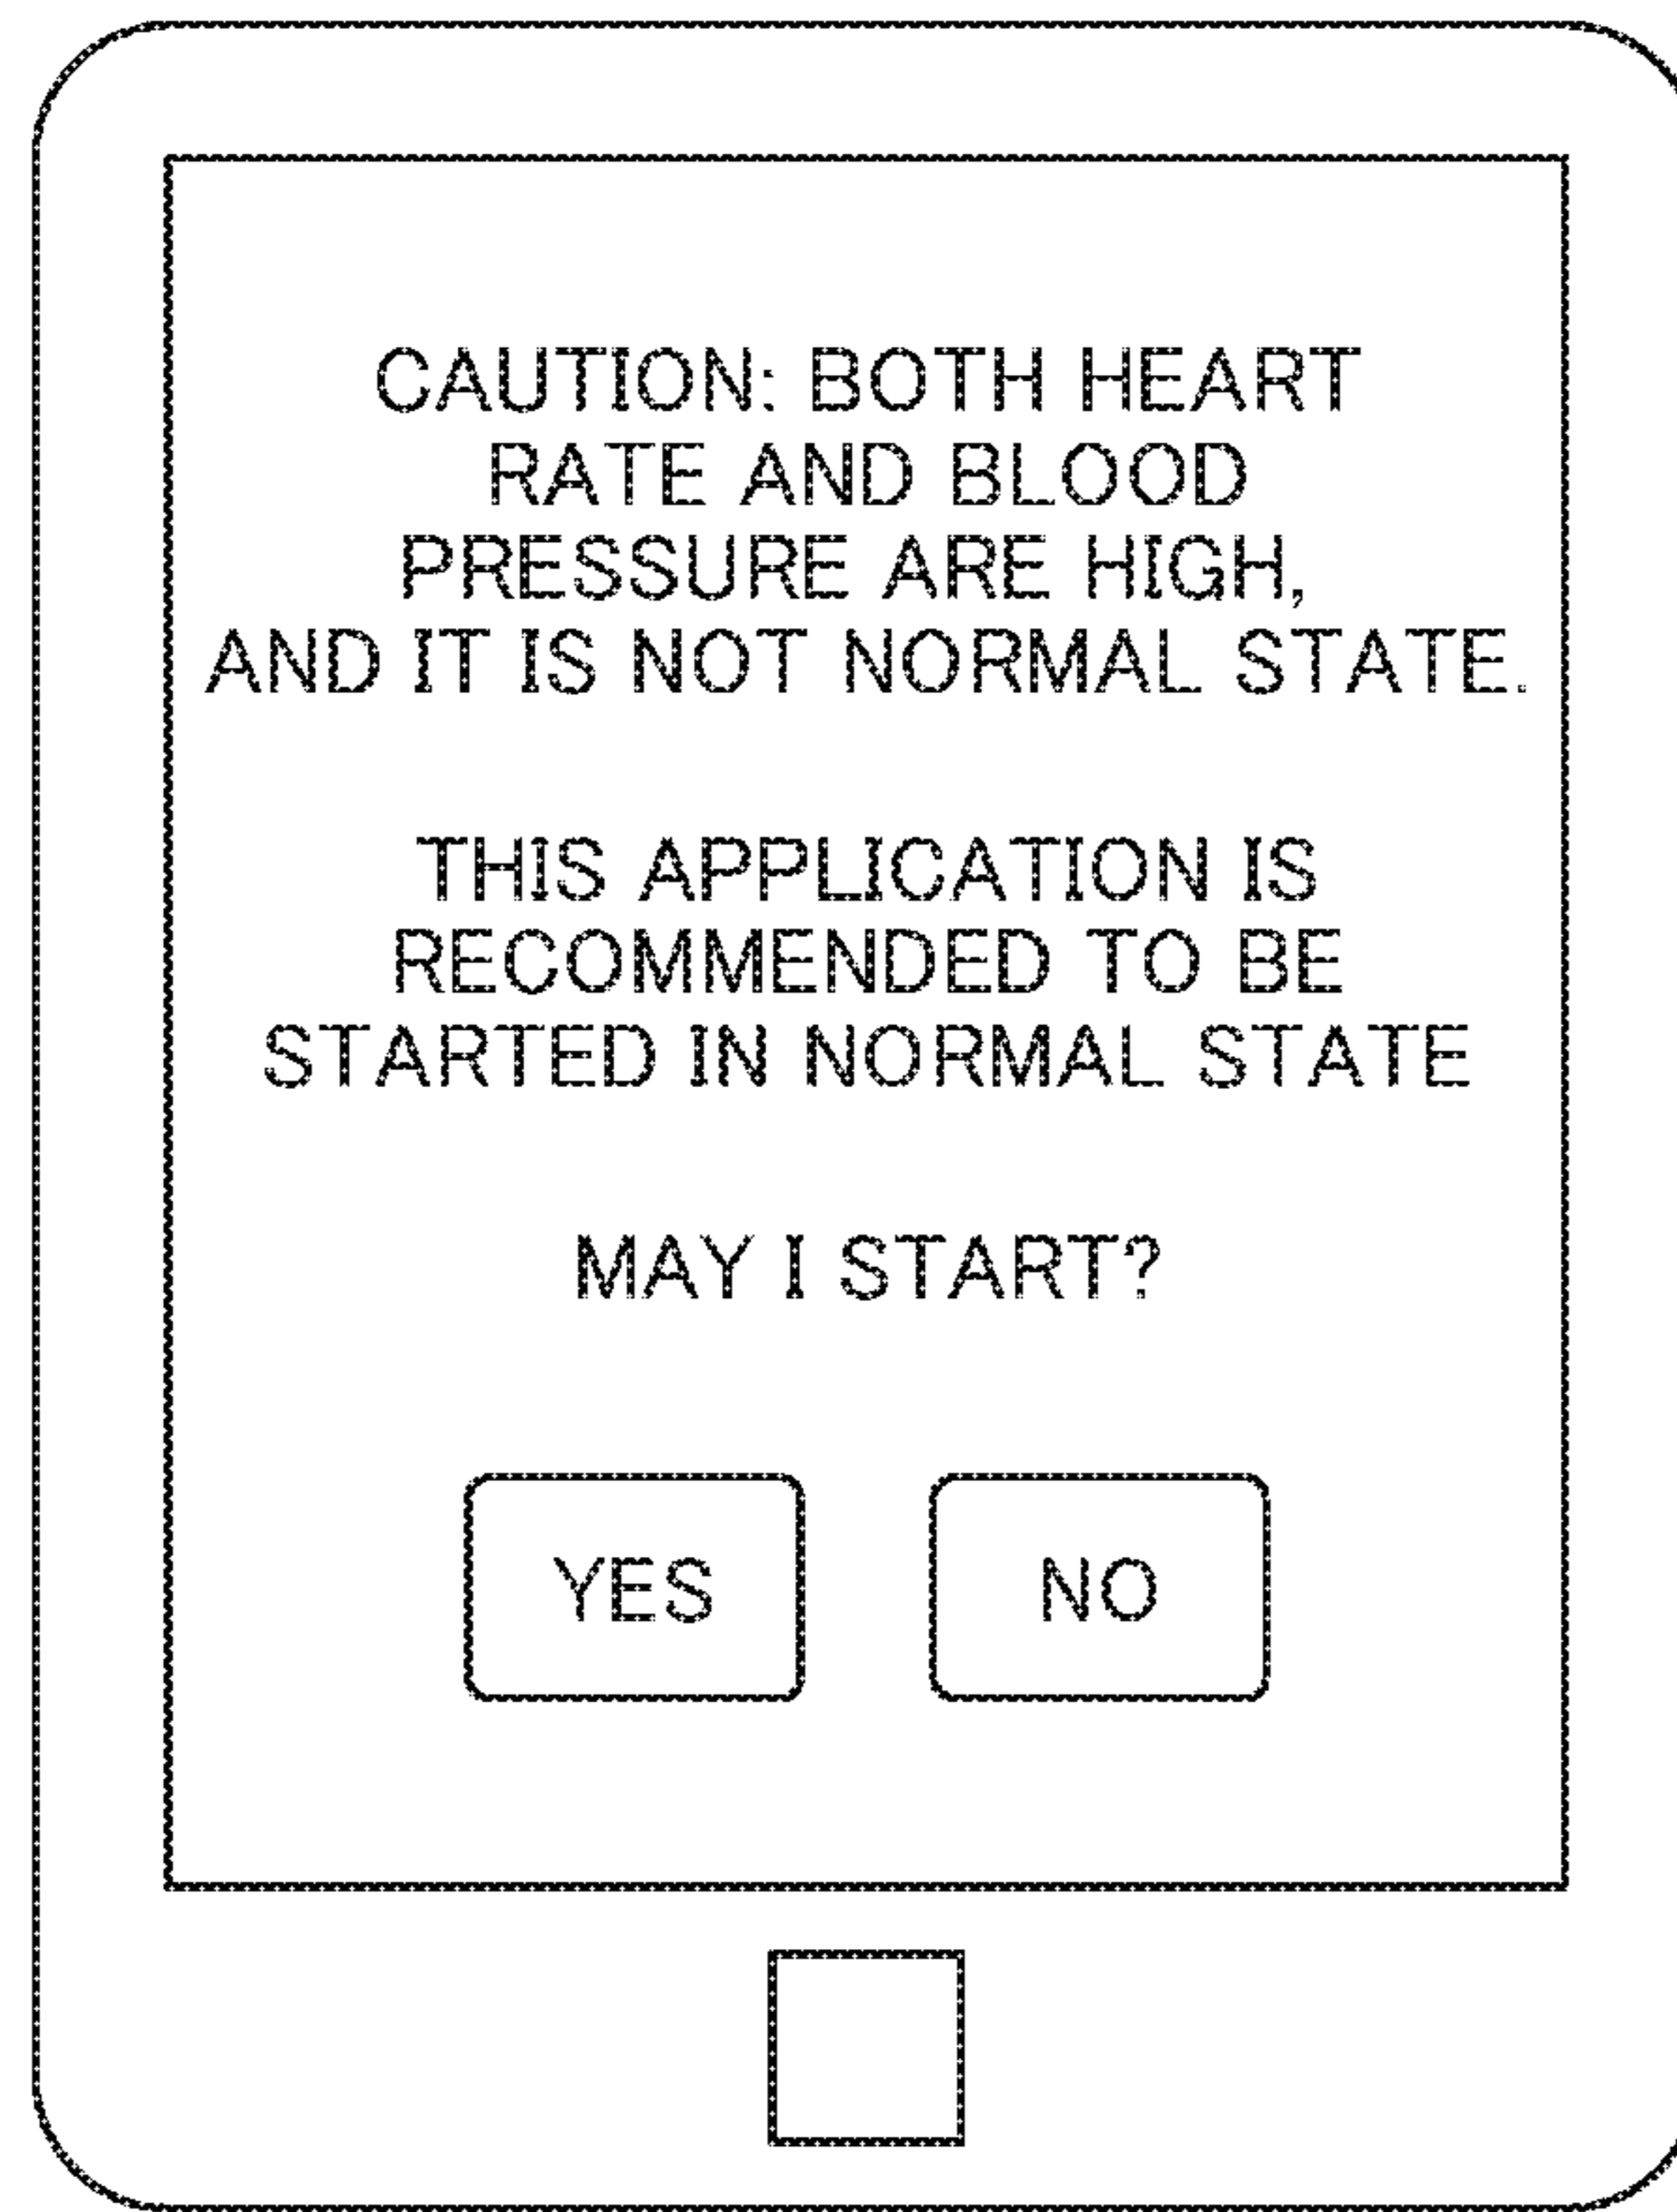 CAUTION: BOTH HEART
RATE AND BLOOD
PRESSURE ARE HIGH,
AND IT IS NOT NORMAL STATE.
THIS APPLICATION IS
RECOMMENDED TO BE
STARTED IN NORMAL STATE
MAY I START?
YES NO